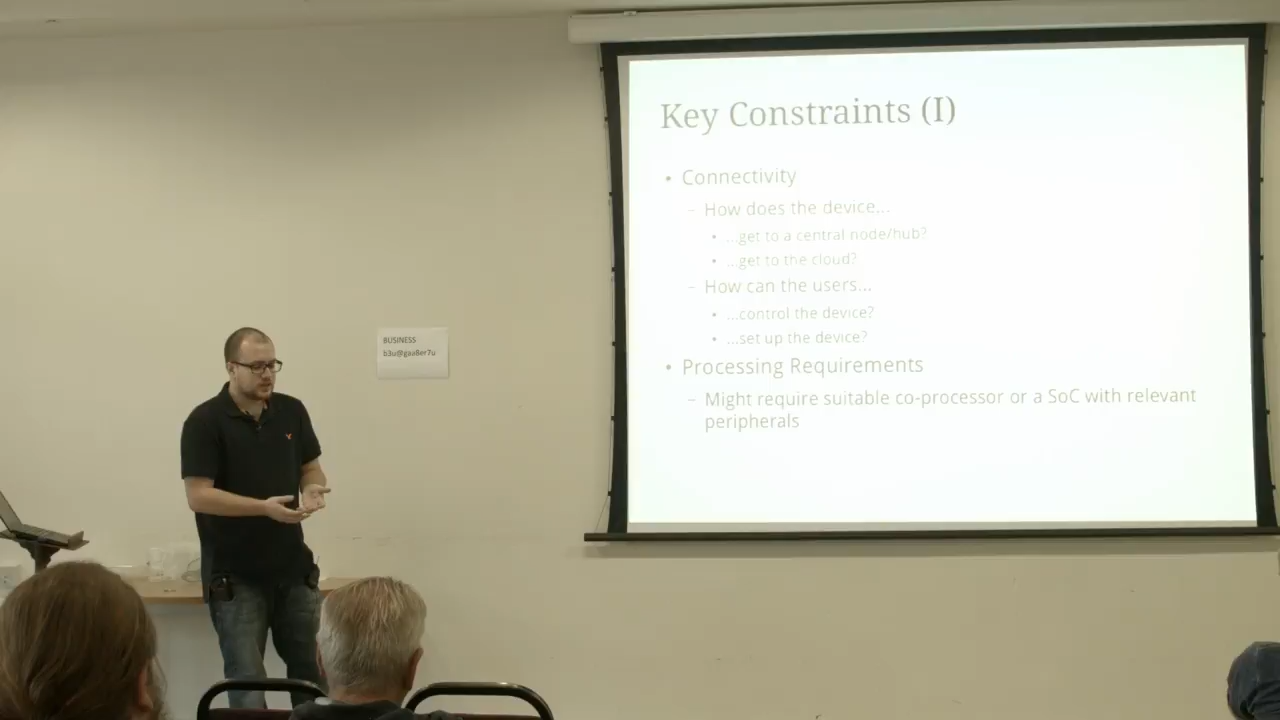 Key Constraints (I)
• Connectivity
– How does the device...
• ...get to a central node/hub?
• ...get to the cloud?
– How can the users...
• ...control the device?
• ...set up the device?
• Processing Requirements
– Might require suitable co-processor or a SoC with relevant
peripherals
BUSINESS
b3u@gaa8er7u